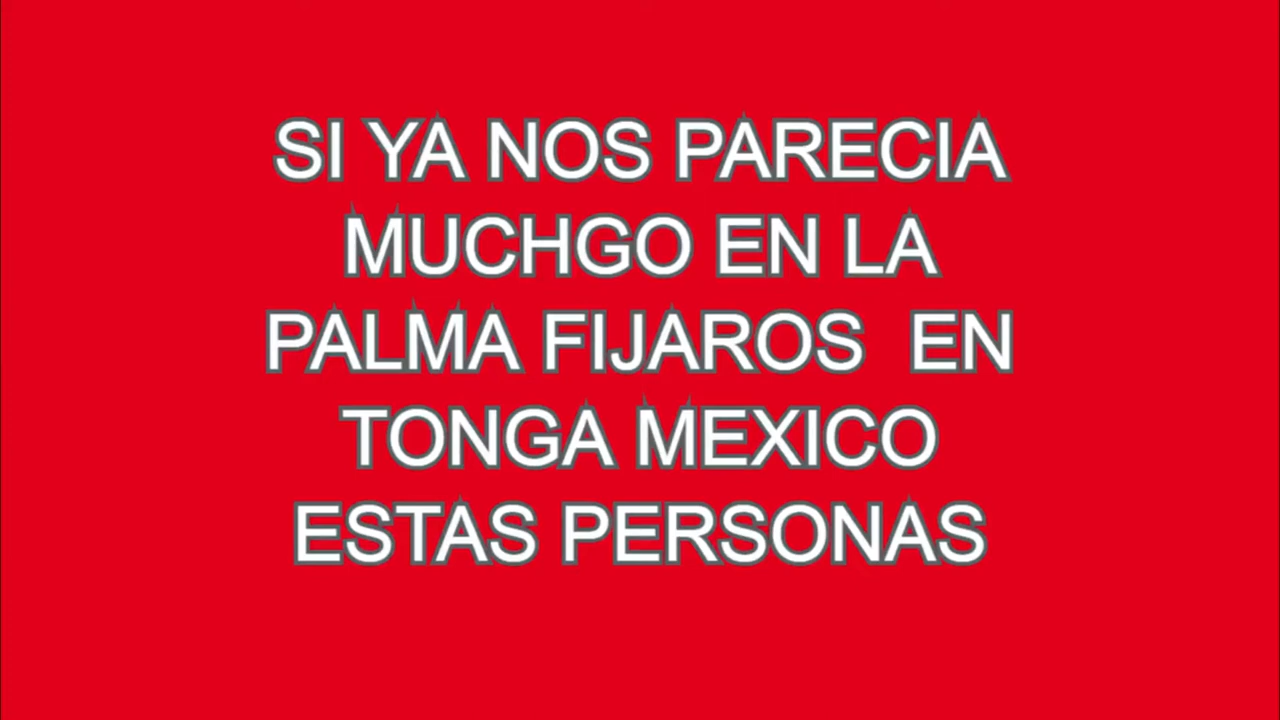 SI YA NOS PARECIA
MUCHGO EN LA
PALMA FIJAROS  EN
TONGA MEXICO
ESTAS PERSONAS